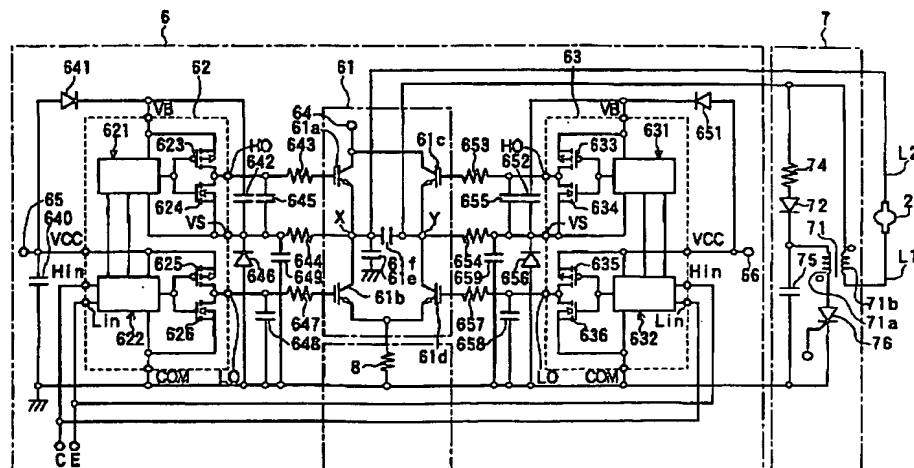 6
7
641
62
61
63
VB
VB
621
623
HO
642
643
64
61a
61c
653
HO
652
633
631
651
L2
624
645
655
634
74
65
640
VS
X
Y
VS
72
71
2
VCC
625
646
644
649
61f
61e
654
659
656
635
VCC
66
L1
Hin
61b
Hin
75
Lin
622
626
647
648
61d
657
658
636
632
Lin
71b
71a
76
COM
LO
8
LO
COM
C E